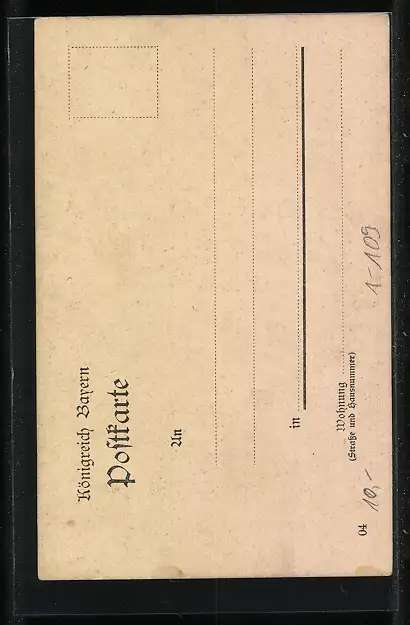 Königreich Bayern
Postkarte
An
in
Wohnung
(Straße und Hausnummer)
1-109
04
10,-